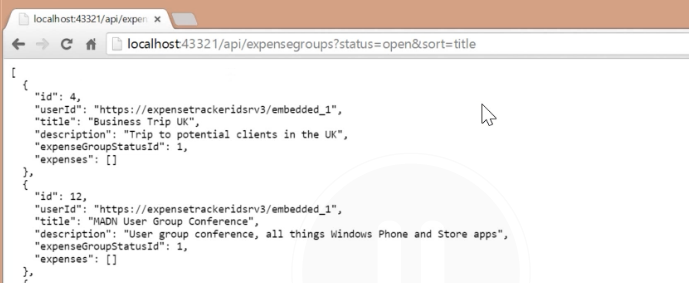 localhost:43321/api/expen
localhost:43321/api/expensegroups?status=open&sort=title
[
  {
    "id": 4,
    "userId": "https://expensetrackeridsrv3/embedded_1",
    "title": "Business Trip UK",
    "description": "Trip to potential clients in the UK",
    "expenseGroupStatusId": 1,
    "expenses": []
  },
  {
    "id": 12,
    "userId": "https://expensetrackeridsrv3/embedded_1",
    "title": "MADN User Group Conference",
    "description": "User group conference, all things Windows Phone and Store apps",
    "expenseGroupStatusId": 1,
    "expenses": []
  },
  {